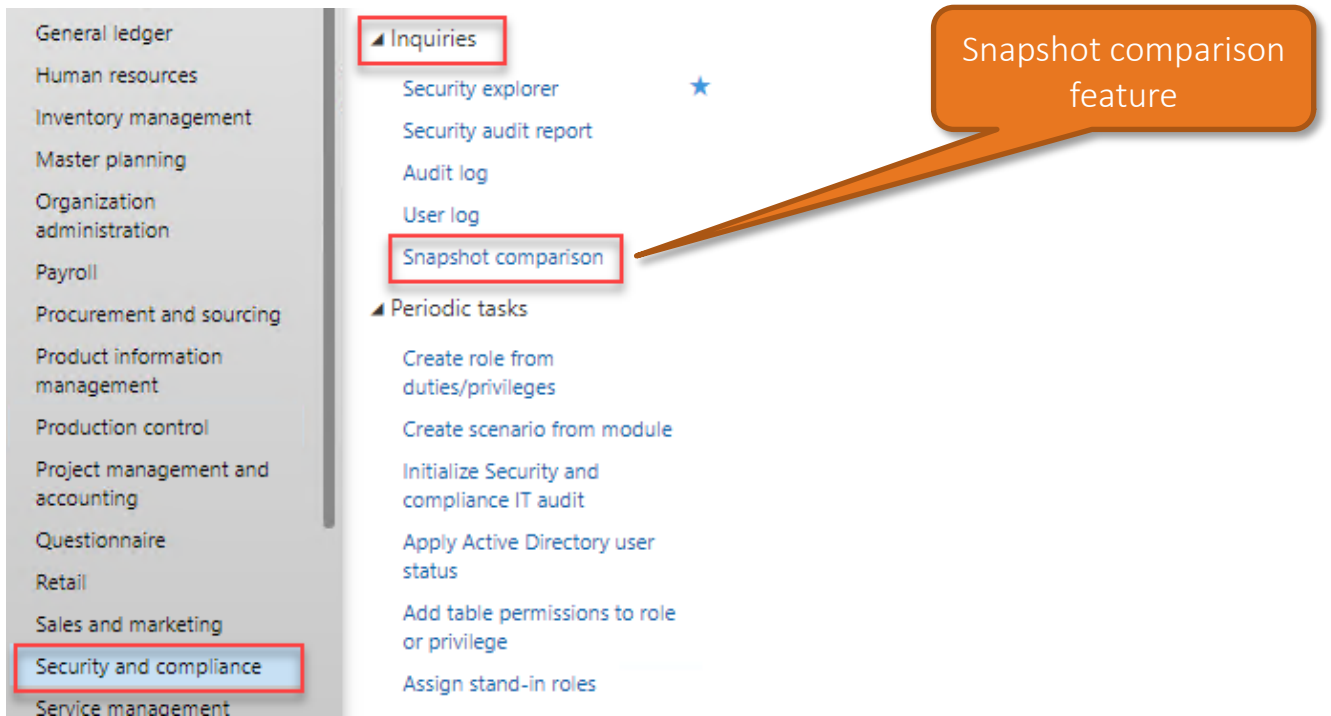 General ledger
Human resources
Inventory management
Master planning
Organization
administration
Payroll
Procurement and sourcing
Product information
management
Production control
Project management and
accounting
Questionnaire
Retail
Sales and marketing
Security and compliance
Service management
Inquiries
Security explorer
Security audit report
Audit log
User log
Snapshot comparison
Periodic tasks
Create role from
duties/privileges
Create scenario from module
Initialize Security and
compliance IT audit
Apply Active Directory user
status
Add table permissions to role
or privilege
Assign stand-in roles
Snapshot comparison
feature